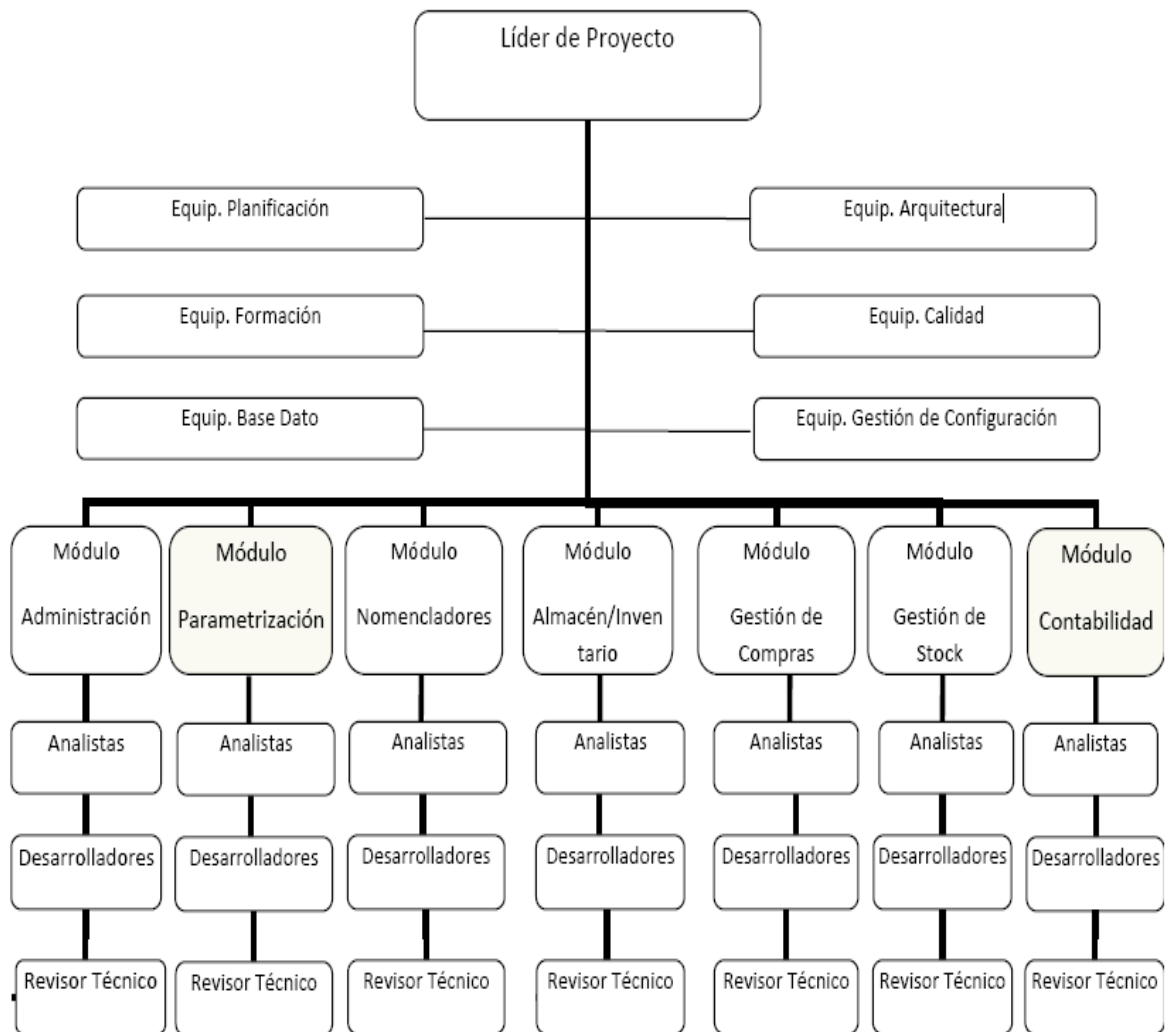 Líder de Proyecto
Equip. Planificación
Equip. Arquitectura
Equip. Formación
Equip. Calidad
Equip. Base Dato
Equip. Gestión de Configuración
Módulo
Administración
Módulo
Parametrización
Módulo
Nomencladores
Módulo
Almacén/Inven
tario
Módulo
Gestión de
Compras
Módulo
Gestión de
Stock
Módulo
Contabilidad
Analistas
Analistas
Analistas
Analistas
Analistas
Analistas
Analistas
Desarrolladores
Desarrolladores
Desarrolladores
Desarrolladores
Desarrolladores
Desarrolladores
Desarrolladores
Revisor Técnico
Revisor Técnico
Revisor Técnico
Revisor Técnico
Revisor Técnico
Revisor Técnico
Revisor Técnico